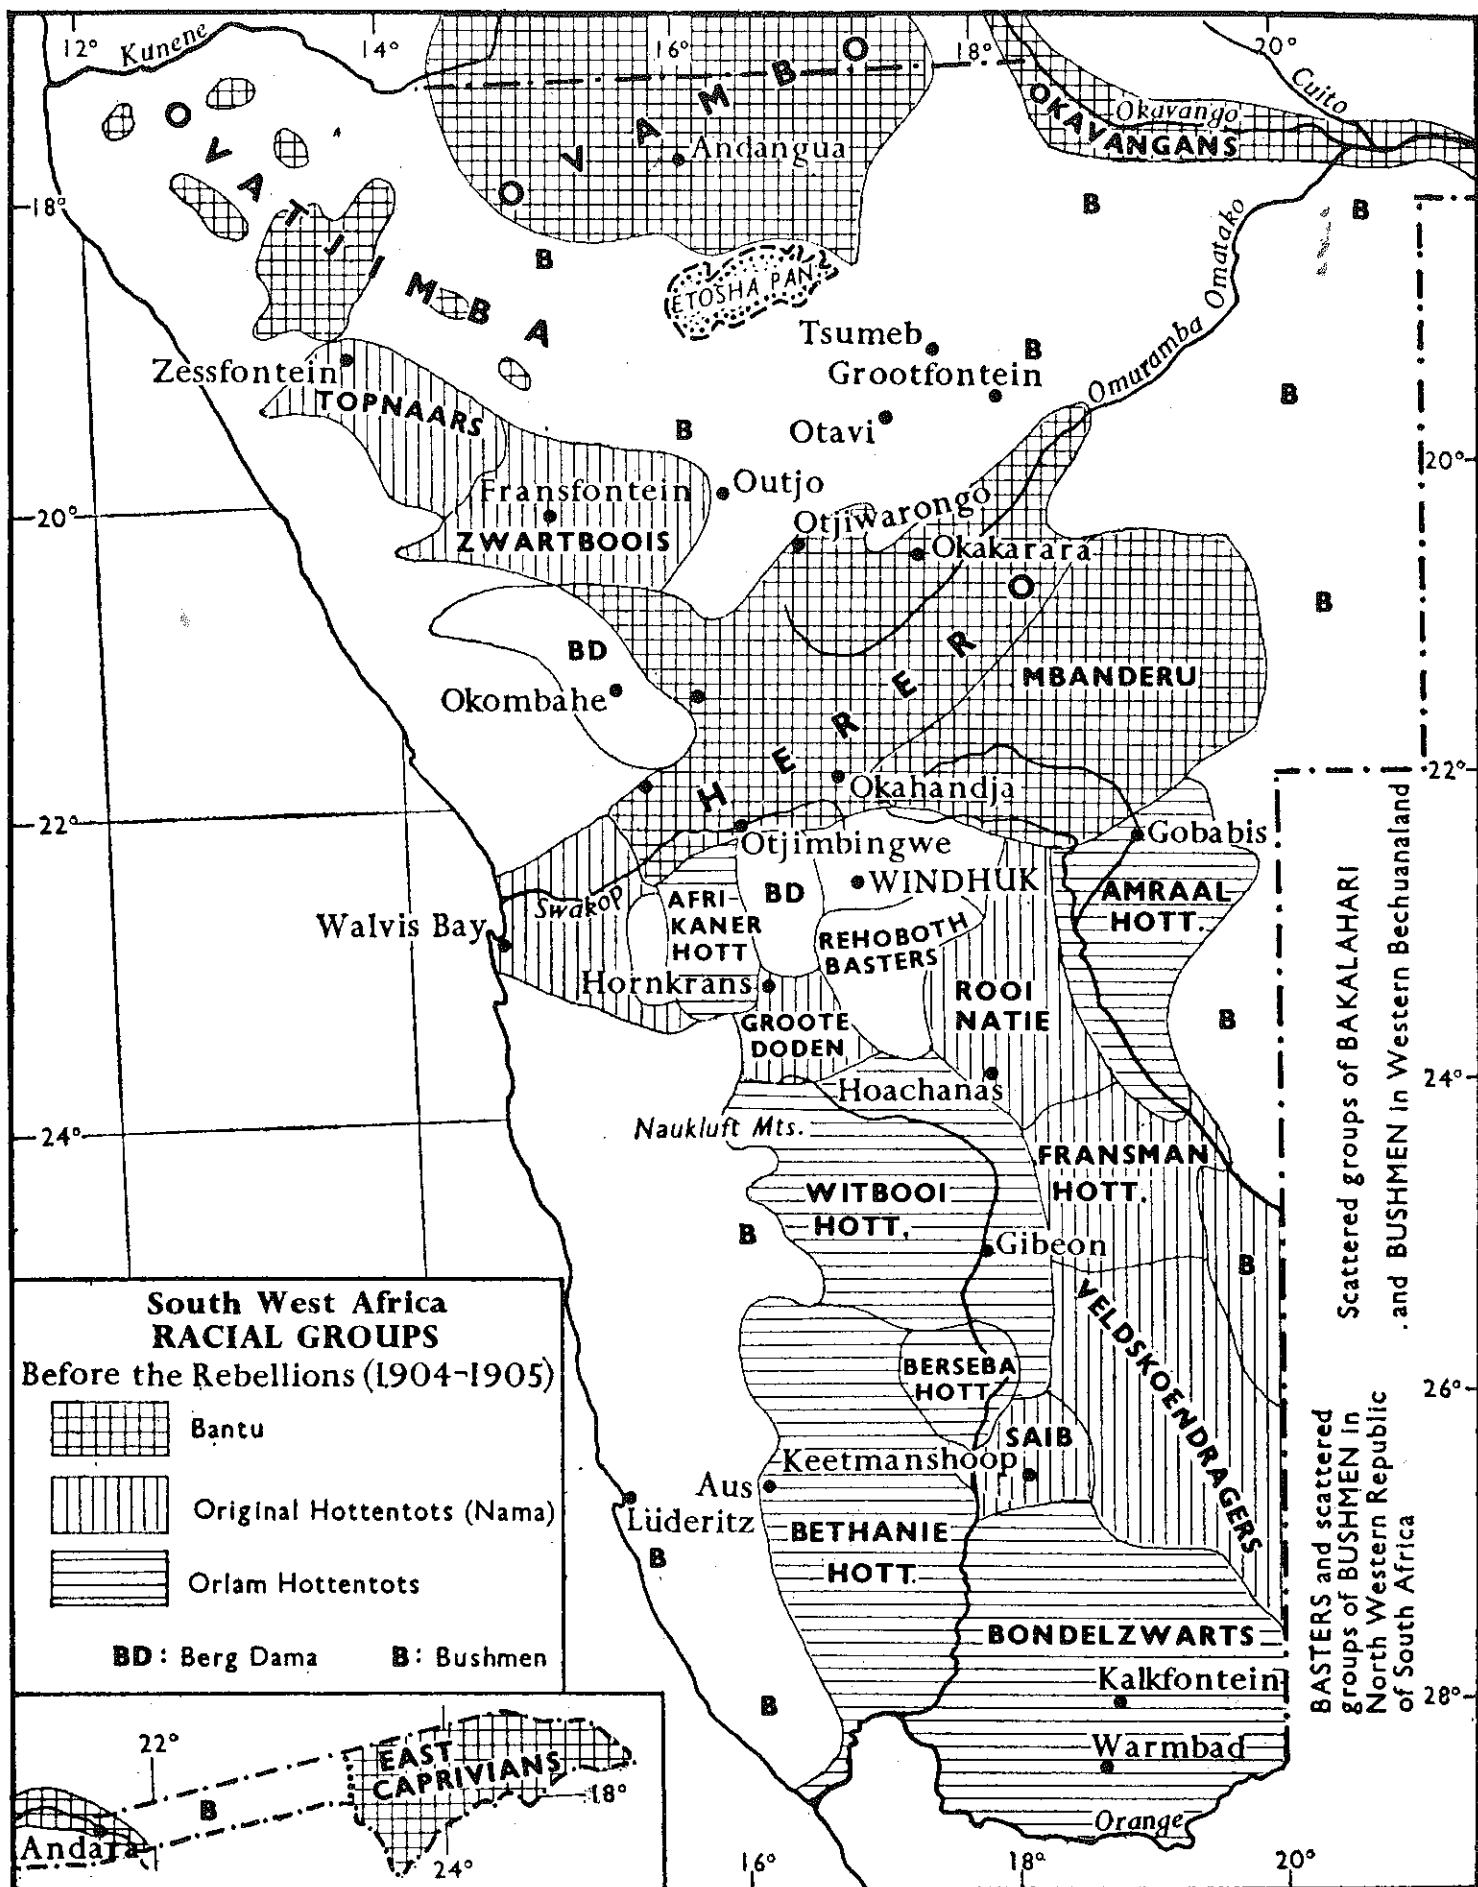 12°
14°
16°
18°
20°
Kunene
Cuito
Okavango
OKAVANGANS
OVATJIMBA
OVAMBO
Andangua
B
B
B
18°
Omuramba Omatako
ETOSHA PAN
Tsumeb
B
Grootfontein
Zessfontein
TOPNAARS
B
B
Otavi
20°
Outjo
Fransfontein
Otjiwarongo
20°
ZWARTBOOIS
Okakarara
B
HERERO
BD
MBANDERU
Okombahe
22°
Okahandja
22°
Gobabis
Otjimbingwe
WINDHUK
BD
Swakop
AFRI-
KANER
HOTT
AMRAAL
HOTT.
Walvis Bay
REHOBOTH
BASTERS
Hornkrans
ROOI
NATIE
B
GROOTE
DODEN
Hoachanas
24°
24°
Naukluft Mts.
FRANSMAN
HOTT.
WITBOOI
HOTT.
B
Gibeon
B
VELDSKOENDRAGERS
BERSEBA
HOTT
26°
SAIB
Keetmanshoop
Aus
Lüderitz
B
BETHANIE
HOTT.
BONDELZWARTS
Kalkfontein
28°
B
Warmbad
Orange
16°
18°
20°
Scattered groups of BAKALAHARI
and BUSHMEN in Western Bechuanaland
BASTERS and scattered
groups of BUSHMEN in
North Western Republic
of South Africa
South West Africa
RACIAL GROUPS
Before the Rebellions (1904-1905)
Bantu
Original Hottentots (Nama)
Orlam Hottentots
BD: Berg Dama B: Bushmen
22°
EAST
CAPRIVIANS
18°
B
Andara
24°